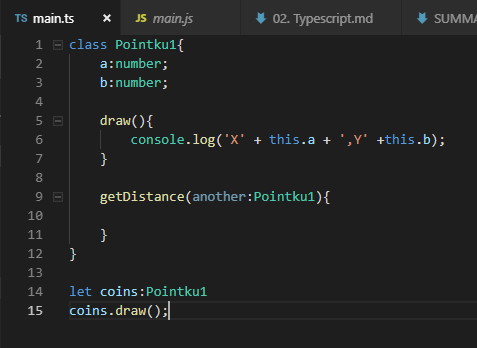 TS main.ts × JS main.js 02. Typescript.md SUMMA
1 class Pointku1{
2 a:number;
3 b:number;
4
5 draw(){
6 console.log('X' + this.a + ',Y' +this.b);
7 }
8
9 getDistance(another:Pointku1){
10
11 }
12 }
13
14 let coins:Pointku1
15 coins.draw();